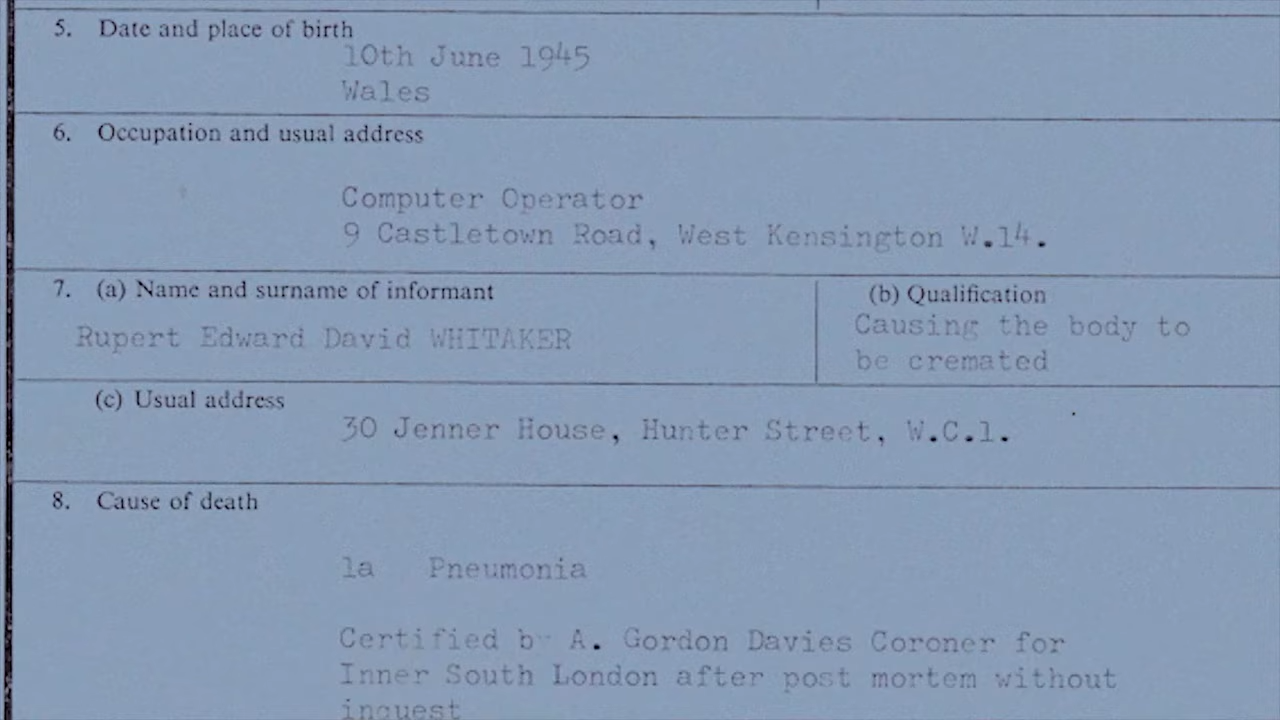 5. Date and place of birth
10th June 1945
Wales
6. Occupation and usual address
Computer Operator
9 Castletown Road, West Kensington W.14.
7. (a) Name and surname of informant
(b) Qualification
Rupert Edward David WHITAKER
Causing the body to
be cremated
(c) Usual address
30 Jenner House, Hunter Street, W.C.1.
8. Cause of death
1a Pneumonia
Certified b A. Gordon Davies Coroner for
Inner South London after post mortem without
inquest